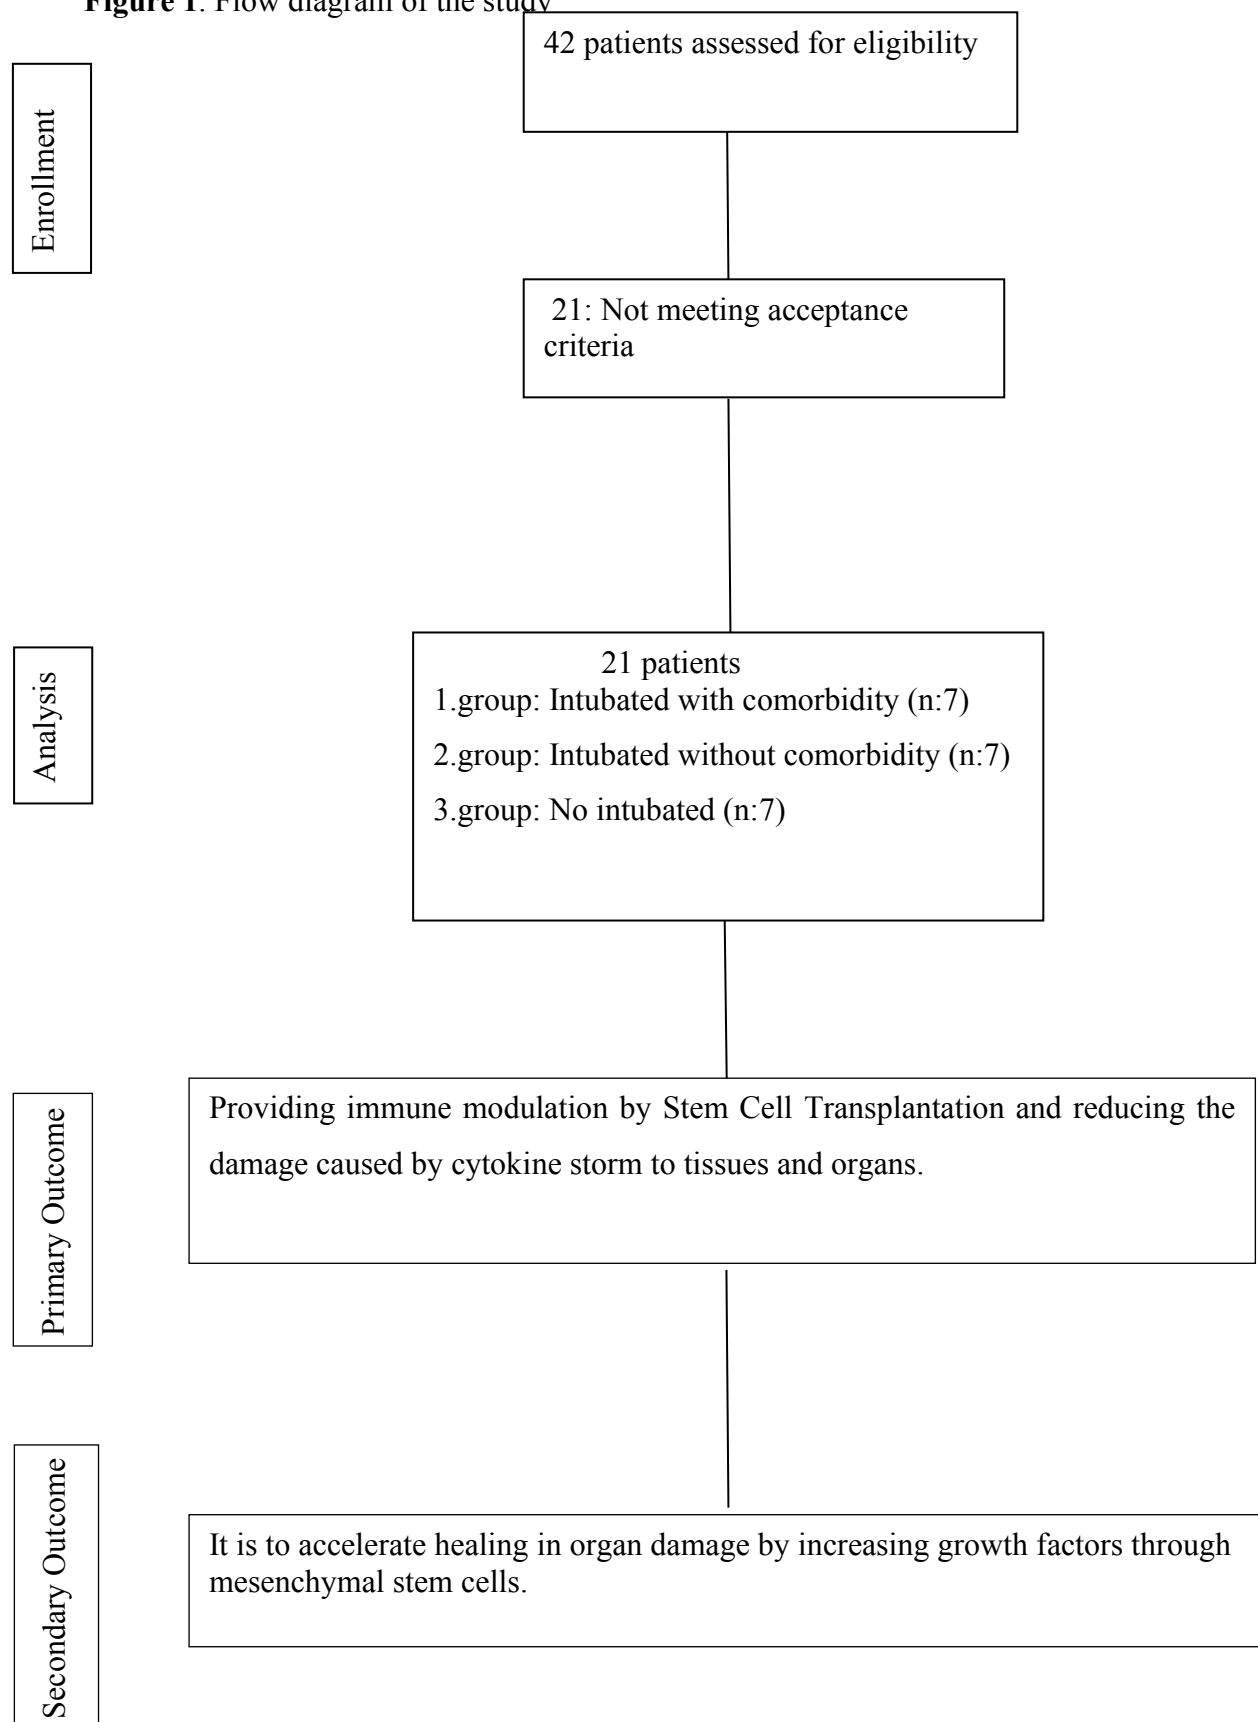 Figure 1. Flow diagram of the study
42 patients assessed for eligibility
Enrollment
21: Not meeting acceptance
criteria
Analysis
21 patients
1.group: Intubated with comorbidity (n:7)
2.group: Intubated without comorbidity (n:7)
3.group: No intubated (n:7)
Primary Outcome
Providing immune modulation by Stem Cell Transplantation and reducing the
damage caused by cytokine storm to tissues and organs.
Secondary Outcome
It is to accelerate healing in organ damage by increasing growth factors through
mesenchymal stem cells.